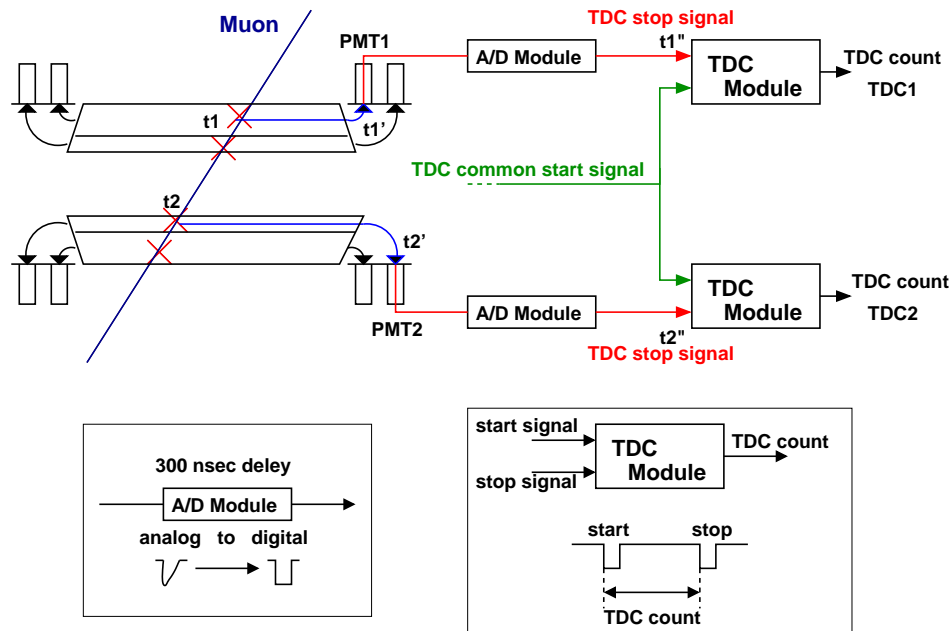 Muon
TDC stop signal
PMT1
t1"
A/D Module
TDC
Module
TDC count
TDC1
t1
t1’
TDC common start signal
t2
t2’
A/D Module
TDC
Module
TDC count
TDC2
PMT2
t2"
TDC stop signal
300 nsec deley
A/D Module
analog to digital
start signal
stop signal
TDC
Module
TDC count
start
stop
TDC count